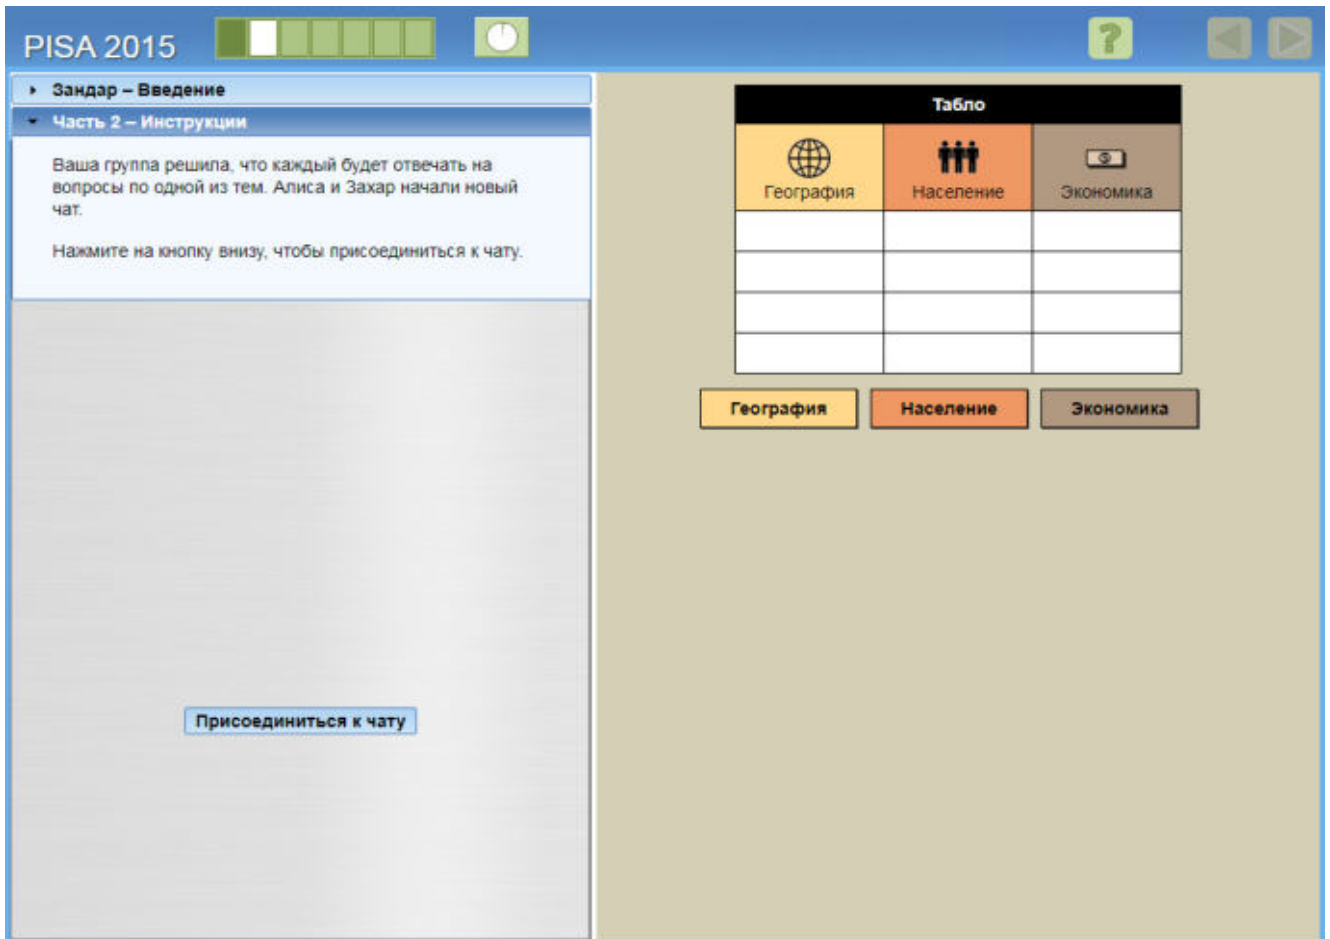 PISA 2015
?
Зандар – Введение
Часть 2 – Инструкции
Ваша группа решила, что каждый будет отвечать на
вопросы по одной из тем. Алиса и Захар начали новый
чат.
Нажмите на кнопку внизу, чтобы присоединиться к чату.
Присоединиться к чату
Табло
География Население Экономика
География Население Экономика